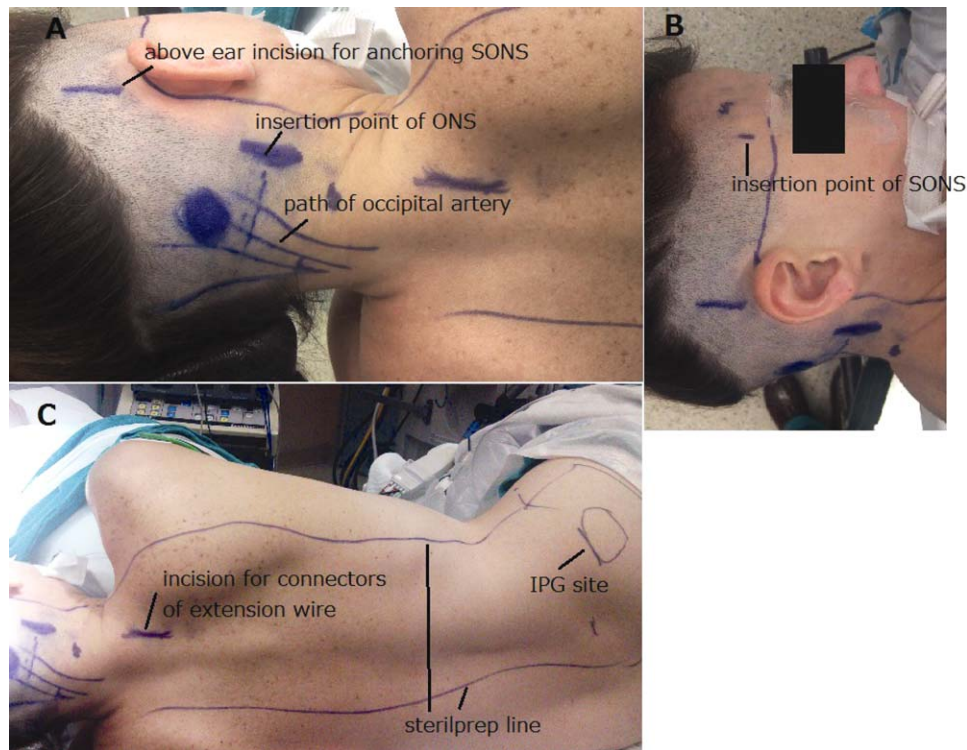 A
above ear incision for anchoring SONS
insertion point of ONS
path of occipital artery
B
insertion point of SONS
C
incision for connectors
of extension wire
IPG site
sterilprep line